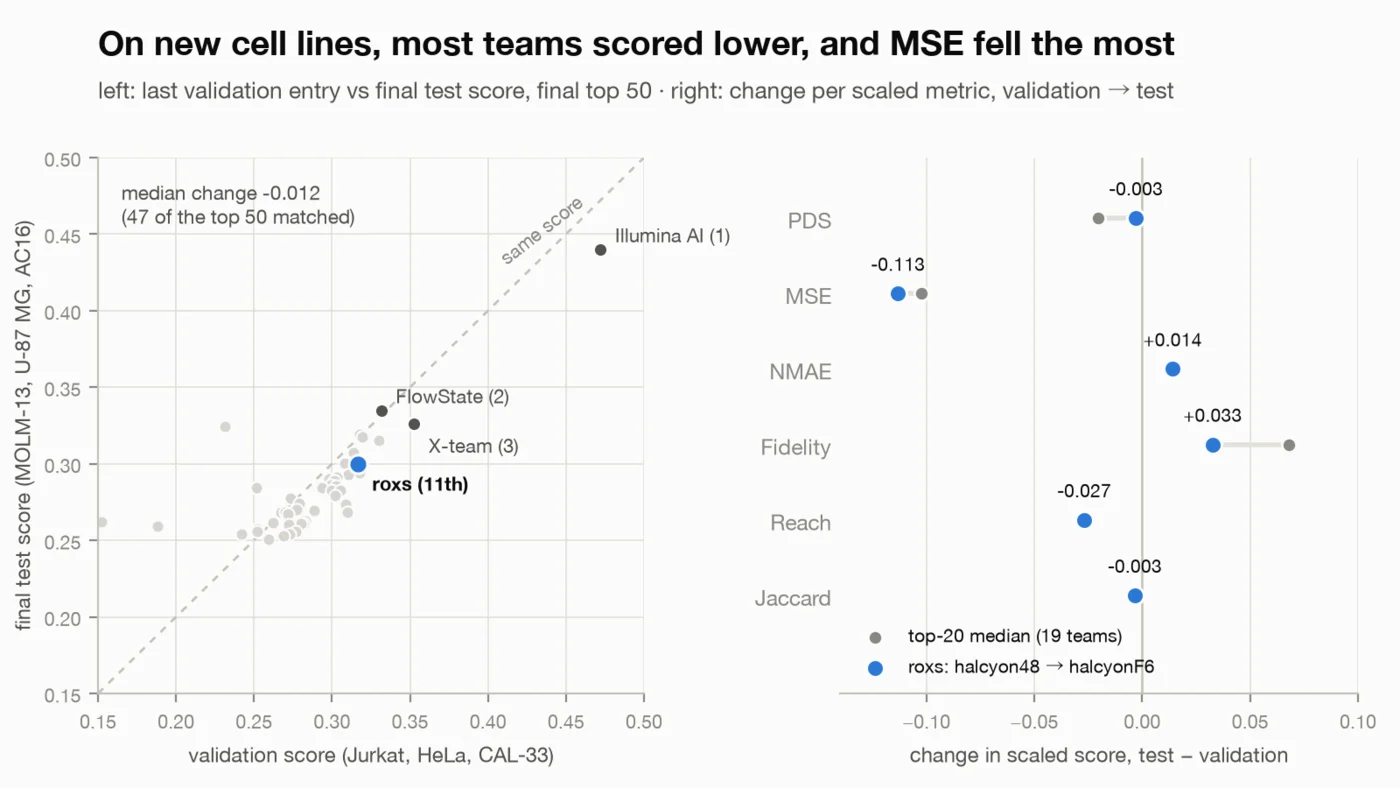 On new cell lines, most teams scored lower, and MSE fell the most
left: last validation entry vs final test score, final top 50 · right: change per scaled metric, validation → test
final test score (MOLM-13, U-87 MG, AC16)
0.50
0.45
0.40
0.35
0.30
0.25
0.20
0.15
median change -0.012
(47 of the top 50 matched)
same score
Illumina AI (1)
FlowState (2)
X-team (3)
roxs (11th)
0.15 0.20 0.25 0.30 0.35 0.40 0.45 0.50
validation score (Jurkat, HeLa, CAL-33)
-0.003
PDS
-0.113
MSE
+0.014
NMAE
+0.033
Fidelity
-0.027
Reach
-0.003
Jaccard
top-20 median (19 teams)
roxs: halcyon48 → halcyonF6
−0.10 −0.05 0.00 0.05 0.10
change in scaled score, test − validation